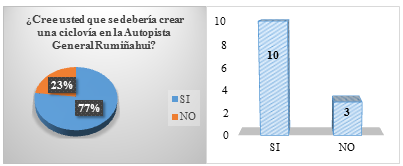 ¿Cree usted que se debería crear
una ciclovía en la Autopista
General Rumiñahui?
23%
77%
SI
NO
10
8
6
4
2
0
10
3
SI
NO